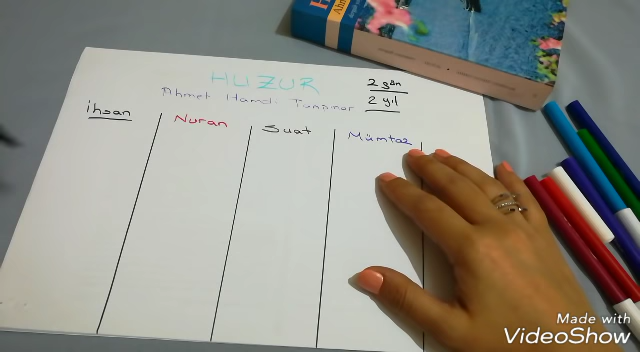 HUZUR
2 gün
Ahmet Hamdi Tanpınar
2 yıl
İhsan
Nuran
Suat
Mümtaz
Made with
VideoShow